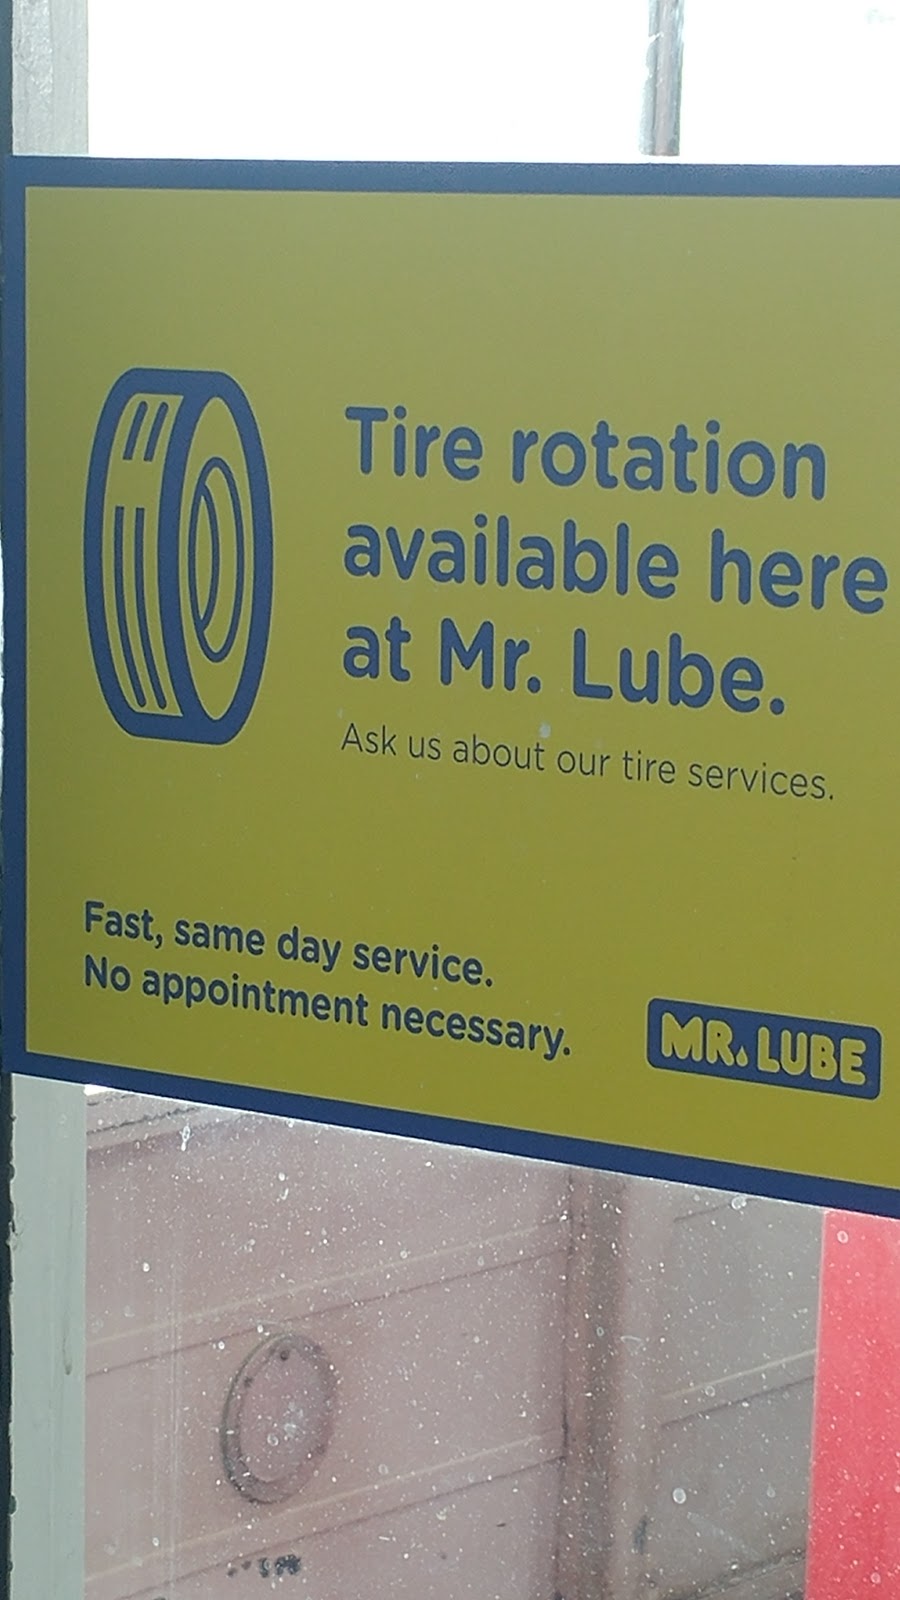 Tire rotation
available here
at Mr. Lube.
Ask us about our tire services.
Fast, same day service.
No appointment necessary.
MR. LUBE